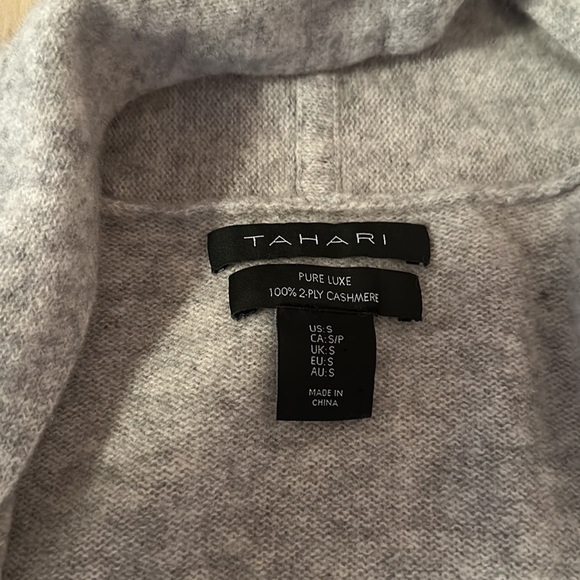 TAHARI
PURE LUXE
100% 2-PLY CASHMERE
US:S
CA:S/P
UK:S
EU:S
AU:S
MADE IN
CHINA